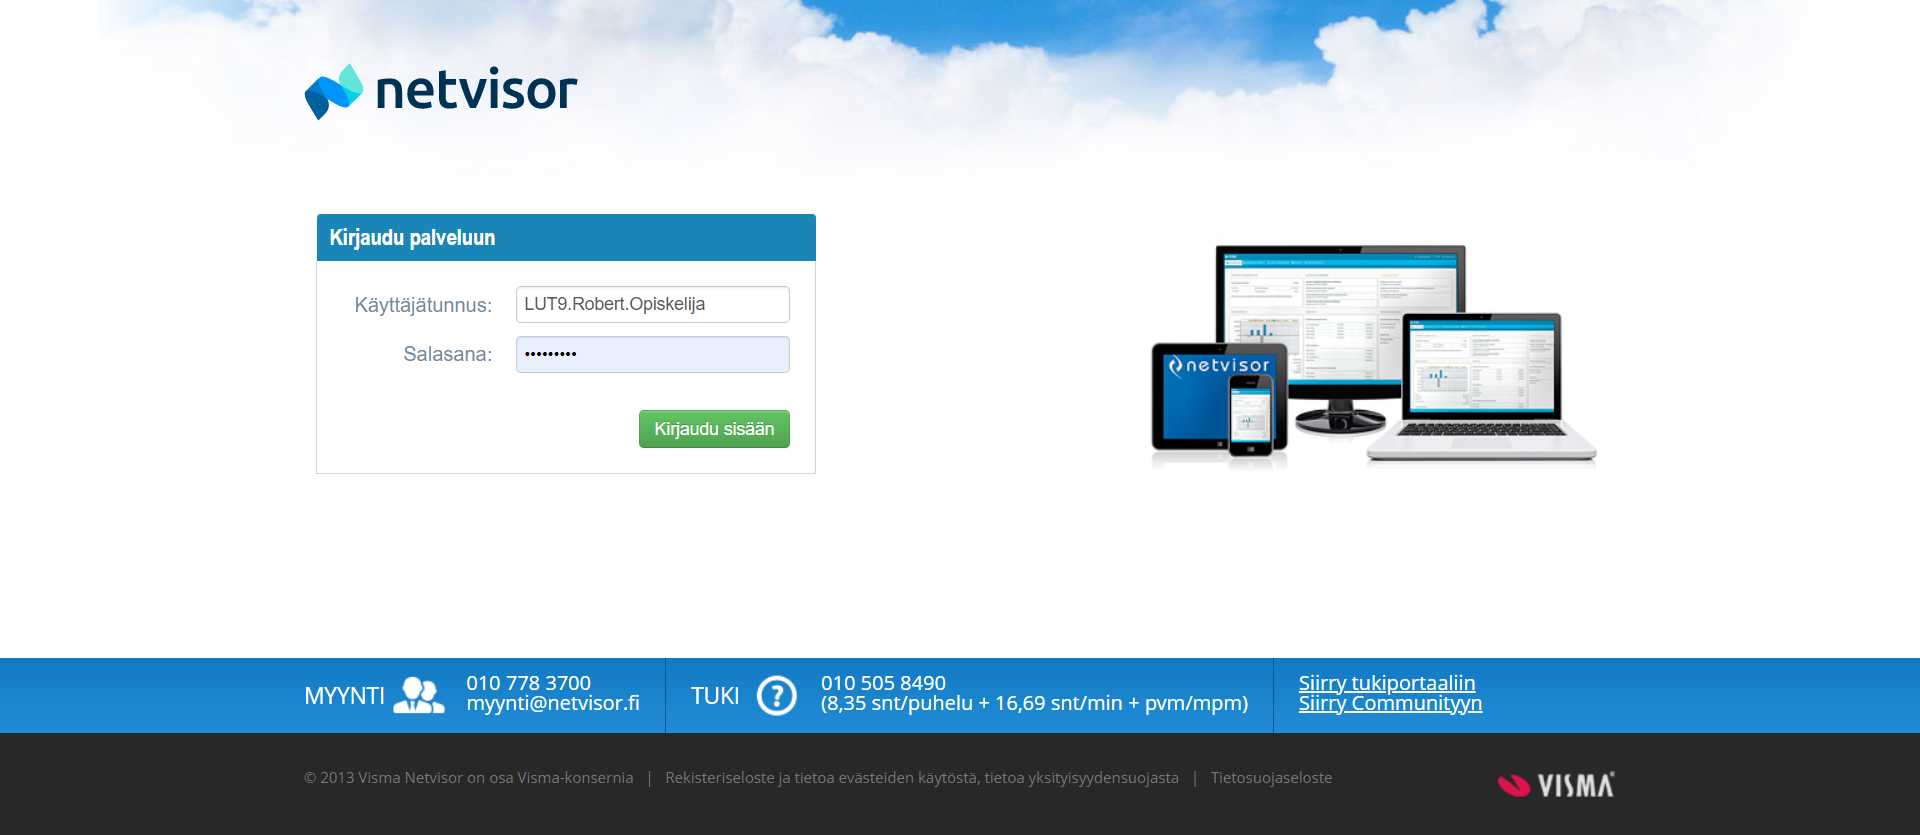 netvisor
Kirjaudu palveluun
Käyttäjätunnus:
LUT9.Robert.Opiskelija
Salasana:
•••••••••
Kirjaudu sisään
netvisor
MYYNTI
010 778 3700
myynti@netvisor.fi
TUKI
?
010 505 8490
(8,35 snt/puhelu + 16,69 snt/min + pvm/mpm)
Siirry tukiportaaliin
Siirry Communityyn
© 2013 Visma Netvisor on osa Visma-konsernia | Rekisteriseloste ja tietoa evästeiden käytöstä, tietoa yksityisyydensuojasta | Tietosuojaseloste
VISMA